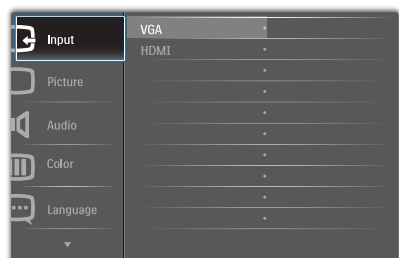 Input
VGA
HDMI
Picture
Audio
Color
Language